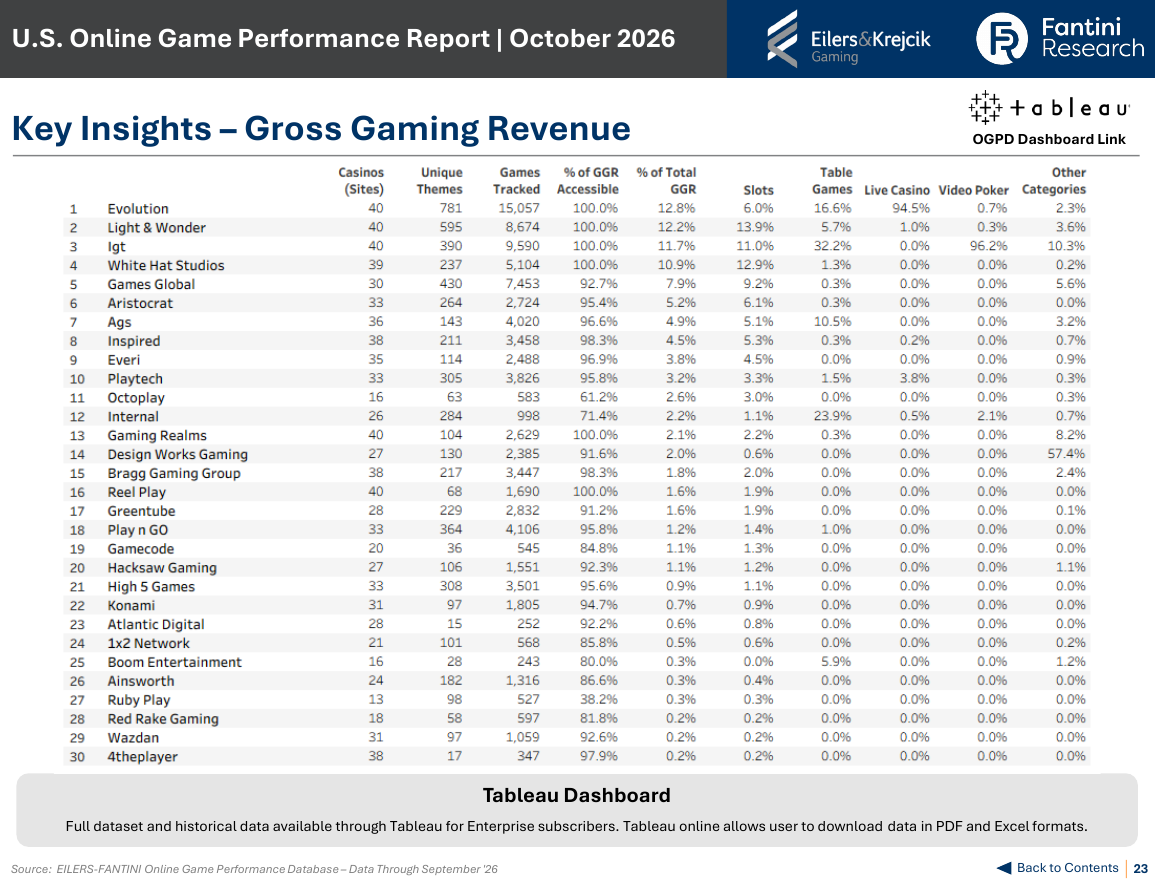 U.S. Online Game Performance Report | October 2026
Eilers&Krejcik
Gaming
Fantini
Research
Key Insights – Gross Gaming Revenue
+ a b | e a u
OGPD Dashboard Link
Casinos (Sites) Unique Themes Games Tracked % of GGR Accessible % of Total GGR Slots Table Games Live Casino Video Poker Other Categories
1 Evolution 40 781 15,057 100.0% 12.8% 6.0% 16.6% 94.5% 0.7% 2.3%
2 Light & Wonder 40 595 8,674 100.0% 12.2% 13.9% 5.7% 1.0% 0.3% 3.6%
3 Igt 40 390 9,590 100.0% 11.7% 11.0% 32.2% 0.0% 96.2% 10.3%
4 White Hat Studios 39 237 5,104 100.0% 10.9% 12.9% 1.3% 0.0% 0.0% 0.2%
5 Games Global 30 430 7,453 92.7% 7.9% 9.2% 0.3% 0.0% 0.0% 5.6%
6 Aristocrat 33 264 2,724 95.4% 5.2% 6.1% 0.3% 0.0% 0.0% 0.0%
7 Ags 36 143 4,020 96.6% 4.9% 5.1% 10.5% 0.0% 0.0% 3.2%
8 Inspired 38 211 3,458 98.3% 4.5% 5.3% 0.3% 0.2% 0.0% 0.7%
9 Everi 35 114 2,488 96.9% 3.8% 4.5% 0.0% 0.0% 0.0% 0.9%
10 Playtech 33 305 3,826 95.8% 3.2% 3.3% 1.5% 3.8% 0.0% 0.3%
11 Octoplay 16 63 583 61.2% 2.6% 3.0% 0.0% 0.0% 0.0% 0.3%
12 Internal 26 284 998 71.4% 2.2% 1.1% 23.9% 0.5% 2.1% 0.7%
13 Gaming Realms 40 104 2,629 100.0% 2.1% 2.2% 0.3% 0.0% 0.0% 8.2%
14 Design Works Gaming 27 130 2,385 91.6% 2.0% 0.6% 0.0% 0.0% 0.0% 57.4%
15 Bragg Gaming Group 38 217 3,447 98.3% 1.8% 2.0% 0.0% 0.0% 0.0% 2.4%
16 Reel Play 40 68 1,690 100.0% 1.6% 1.9% 0.0% 0.0% 0.0% 0.0%
17 Greentube 28 229 2,832 91.2% 1.6% 1.9% 0.0% 0.0% 0.0% 0.1%
18 Play n GO 33 364 4,106 95.8% 1.2% 1.4% 1.0% 0.0% 0.0% 0.0%
19 Gamecode 20 36 545 84.8% 1.1% 1.3% 0.0% 0.0% 0.0% 0.0%
20 Hacksaw Gaming 27 106 1,551 92.3% 1.1% 1.2% 0.0% 0.0% 0.0% 1.1%
21 High 5 Games 33 308 3,501 95.6% 0.9% 1.1% 0.0% 0.0% 0.0% 0.0%
22 Konami 31 97 1,805 94.7% 0.7% 0.9% 0.0% 0.0% 0.0% 0.0%
23 Atlantic Digital 28 15 252 92.2% 0.6% 0.8% 0.0% 0.0% 0.0% 0.0%
24 1x2 Network 21 101 568 85.8% 0.5% 0.6% 0.0% 0.0% 0.0% 0.2%
25 Boom Entertainment 16 28 243 80.0% 0.3% 0.0% 5.9% 0.0% 0.0% 1.2%
26 Ainsworth 24 182 1,316 86.6% 0.3% 0.4% 0.0% 0.0% 0.0% 0.0%
27 Ruby Play 13 98 527 38.2% 0.3% 0.3% 0.0% 0.0% 0.0% 0.0%
28 Red Rake Gaming 18 58 597 81.8% 0.2% 0.2% 0.0% 0.0% 0.0% 0.0%
29 Wazdan 31 97 1,059 92.6% 0.2% 0.2% 0.0% 0.0% 0.0% 0.0%
30 4theplayer 38 17 347 97.9% 0.2% 0.2% 0.0% 0.0% 0.0% 0.0%
Tableau Dashboard
Full dataset and historical data available through Tableau for Enterprise subscribers. Tableau online allows user to download data in PDF and Excel formats.
Source: EILERS-FANTINI Online Game Performance Database – Data Through September '26
Back to Contents | 23